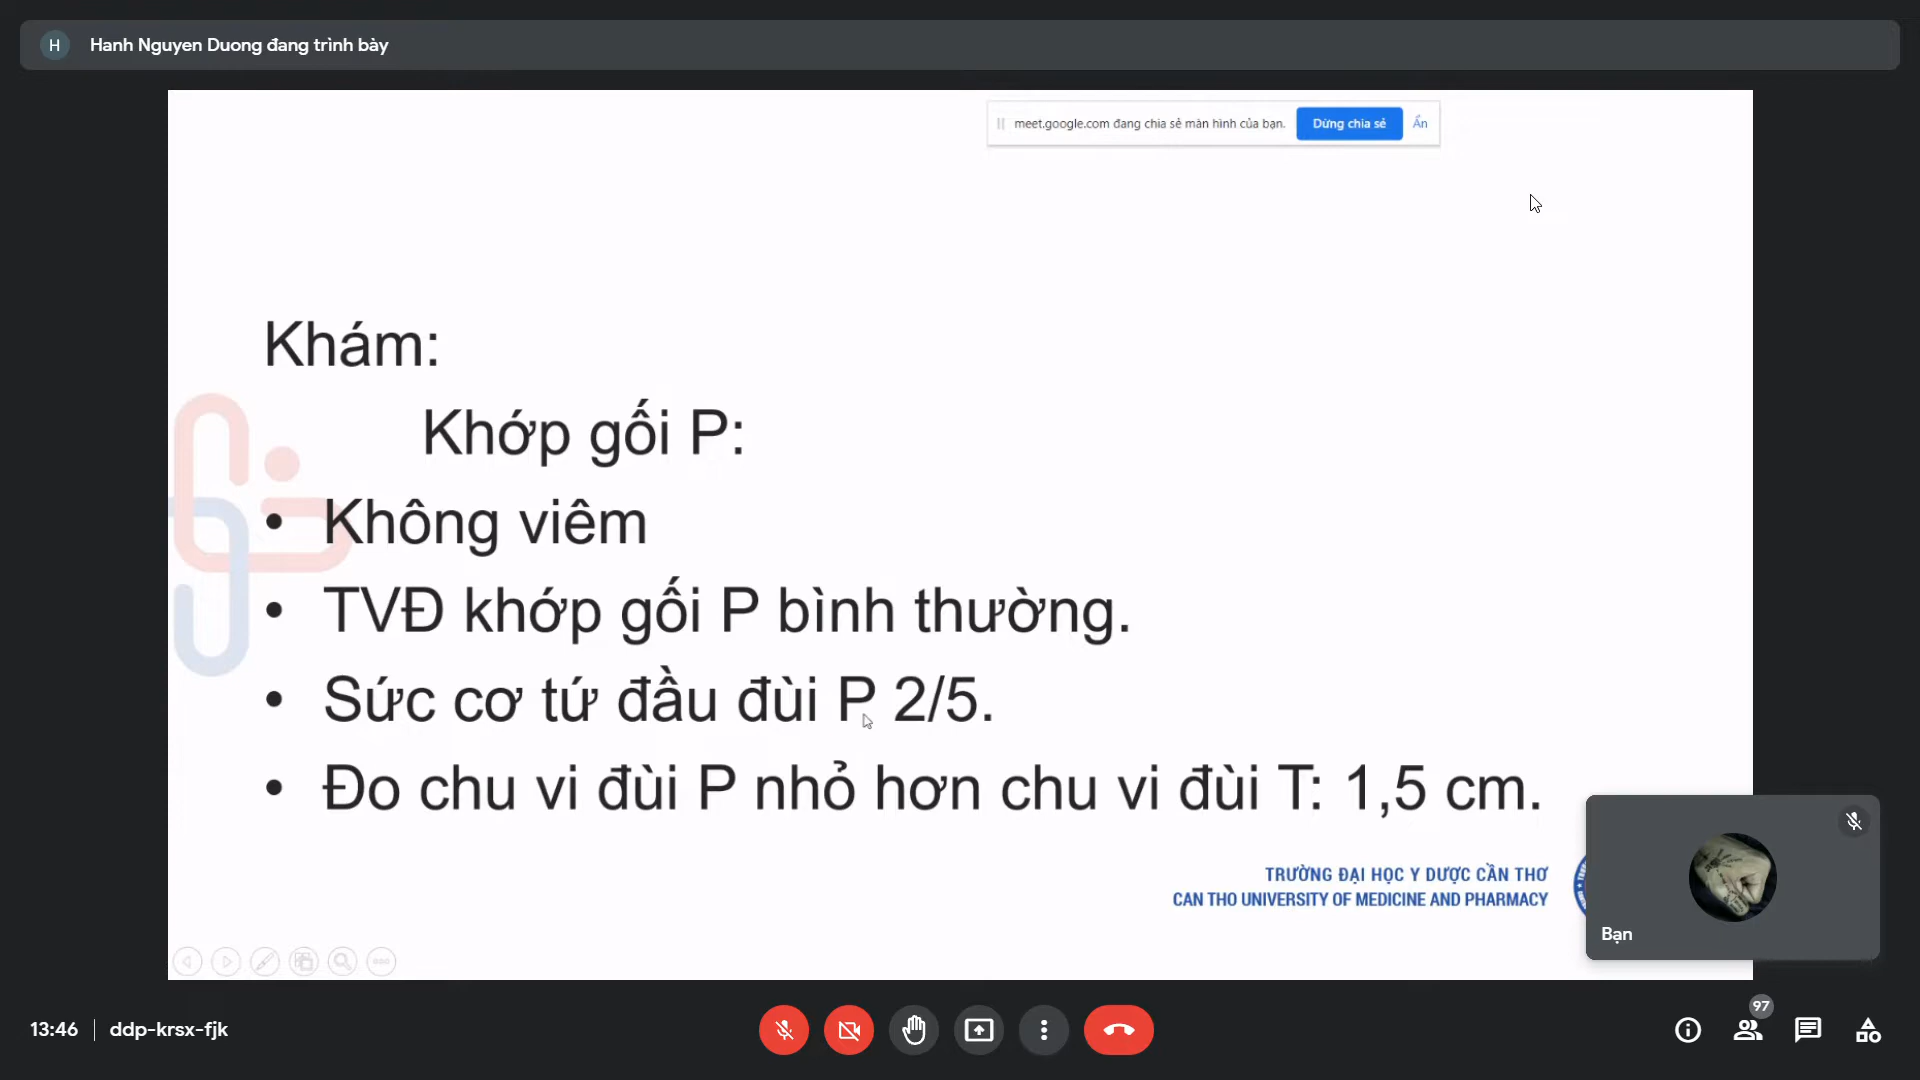 H Hanh Nguyen Duong đang trình bày
meet.google.com đang chia sẻ màn hình của bạn. Dừng chia sẻ Ẩn
Khám:
Khớp gối P:
• Không viêm
• TVĐ khớp gối P bình thường.
• Sức cơ tứ đầu đùi P 2/5.
• Đo chu vi đùi P nhỏ hơn chu vi đùi T: 1,5 cm.
TRƯỜNG ĐẠI HỌC Y DƯỢC CẦN THƠ
CAN THO UNIVERSITY OF MEDICINE AND PHARMACY
Bạn
13:46 ddp-krsx-fjk
97